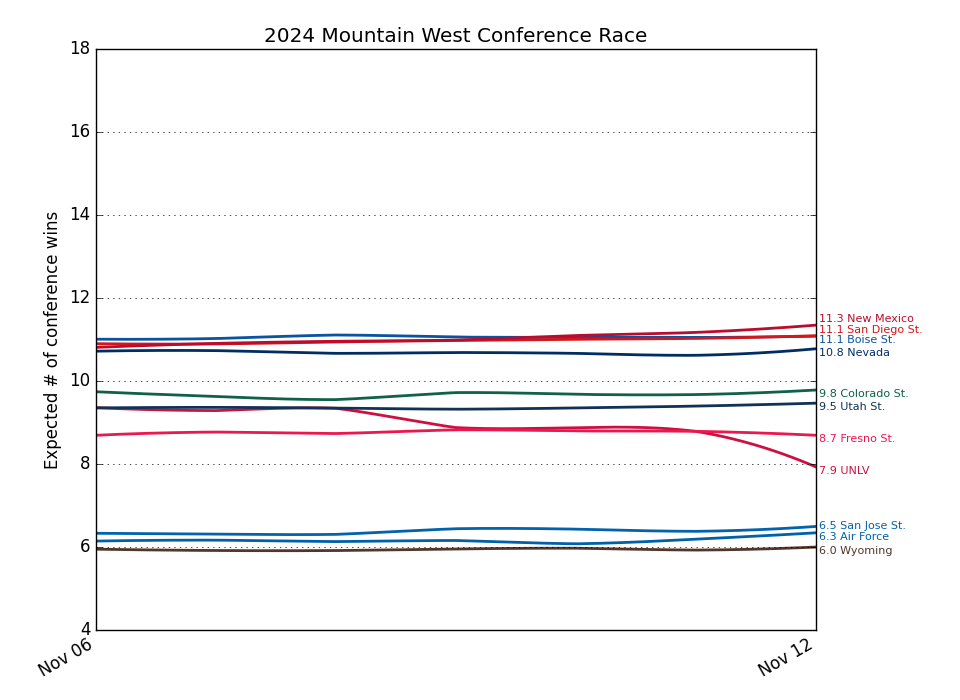 2024 Mountain West Conference Race
Expected # of conference wins
18
16
14
12
10
8
6
4
Nov 06
Nov 12
11.3 New Mexico
11.1 San Diego St.
11.1 Boise St.
10.8 Nevada
9.8 Colorado St.
9.5 Utah St.
8.7 Fresno St.
7.9 UNLV
6.5 San Jose St.
6.3 Air Force
6.0 Wyoming